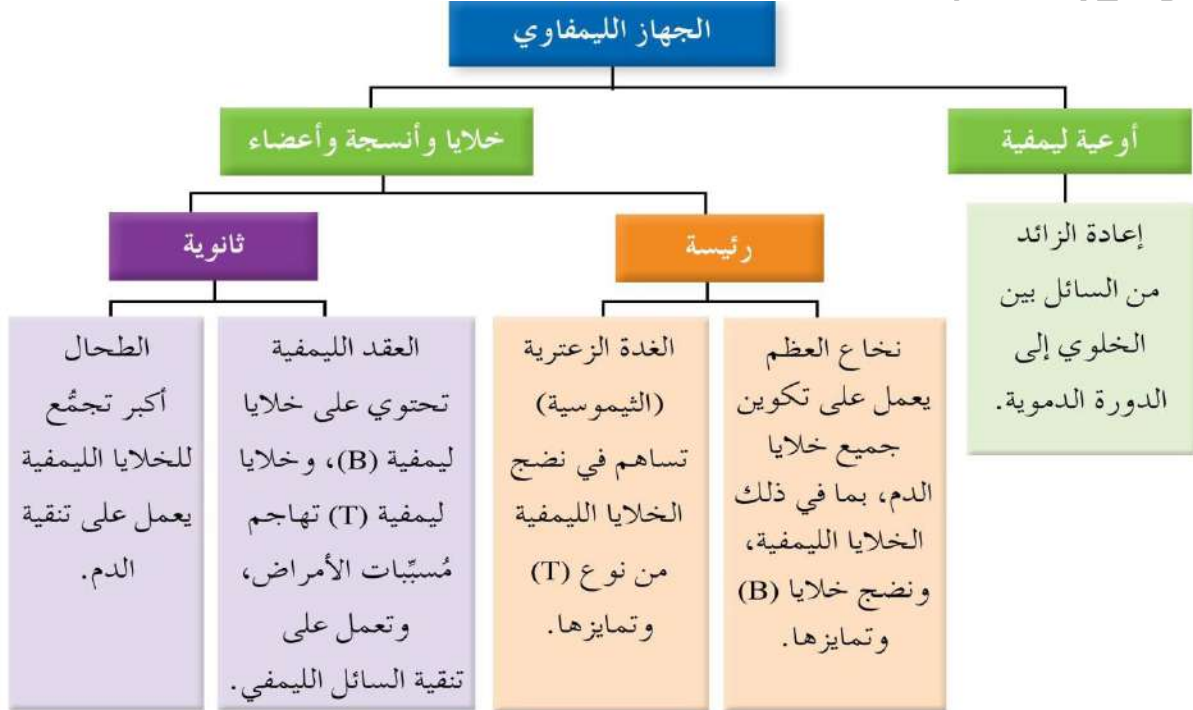 الجهاز الليمفاوي
أوعية ليمفية
خلايا وأنسجة وأعضاء
إعادة الزائد
من السائل بين
الخلوي إلى
الدورة الدموية.
رئيسة
ثانوية
نخاع العظم
يعمل على تكوين
جميع خلايا
الدم، بما في ذلك
الخلايا الليمفية،
ونضج خلايا (B)
وتمايزها.
الغدة الزعترية
(الثيموسية)
تساهم في نضج
الخلايا الليمفية
من نوع (T)
وتمايزها.
العقد الليمفية
تحتوي على خلايا
ليمفية (B)، وخلايا
ليمفية (T) تهاجم
مُسبِّبات الأمراض،
وتعمل على
تنقية السائل الليمفي.
الطحال
أكبر تجمُّع
للخلايا الليمفية
يعمل على تنقية
الدم.